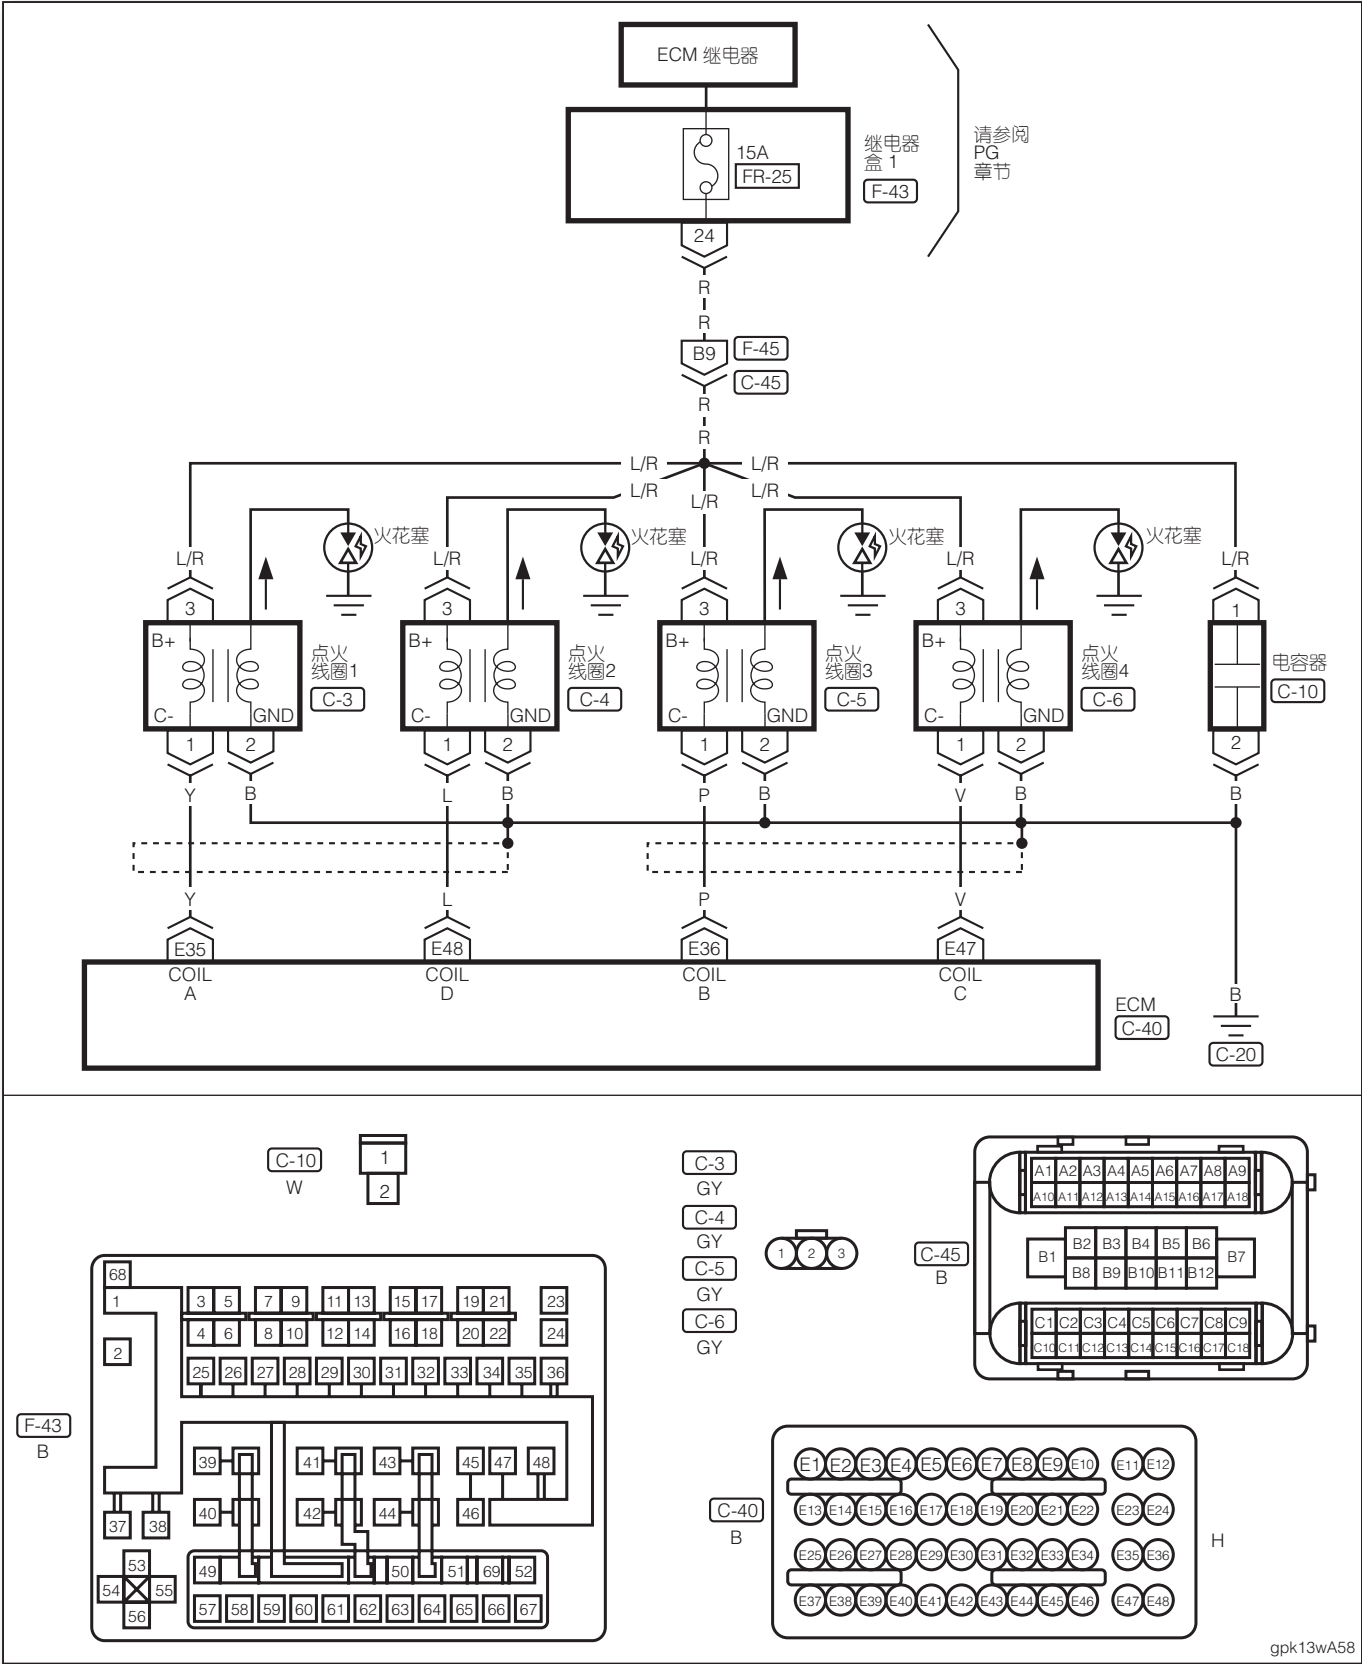 ECM 继电器
15A
FR-25
继电器
盒 1
F-43
请参阅
PG
章节
24
R
R
B9
F-45
C-45
R
R
L/R
L/R
L/R
L/R
L/R
火花塞
火花塞
火花塞
火花塞
L/R
L/R
L/R
L/R
L/R
3
3
3
3
1
B+
B+
B+
B+
点火
线圈1
C-3
点火
线圈2
C-4
点火
线圈3
C-5
点火
线圈4
C-6
电容器
C-10
C-
GND
C-
GND
C-
GND
C-
GND
1
2
1
2
1
2
1
2
2
Y
B
L
B
P
B
V
B
B
Y
L
P
V
E35
E48
E36
E47
COIL
A
COIL
D
COIL
B
COIL
C
ECM
C-40
B
C-20
C-10
W
1
2
C-3
GY
C-4
GY
C-5
GY
C-6
GY
1 2 3
C-45
B
A1 A2 A3 A4 A5 A6 A7 A8 A9
A10 A11 A12 A13 A14 A15 A16 A17 A18
B1
B2 B3 B4 B5 B6
B7
B8 B9 B10 B11 B12
C1 C2 C3 C4 C5 C6 C7 C8 C9
C10 C11 C12 C13 C14 C15 C16 C17 C18
F-43
B
68
1
2
3 5 7 9 11 13 15 17 19 21 23
4 6 8 10 12 14 16 18 20 22 24
25 26 27 28 29 30 31 32 33 34 35 36
39 41 43 45 47 48
40 42 44 46
37 38
53
54 55
56
49 50 51 69 52
57 58 59 60 61 62 63 64 65 66 67
C-40
B
E1 E2 E3 E4 E5 E6 E7 E8 E9 E10 E11 E12
E13 E14 E15 E16 E17 E18 E19 E20 E21 E22 E23 E24
E25 E26 E27 E28 E29 E30 E31 E32 E33 E34 E35 E36
E37 E38 E39 E40 E41 E42 E43 E44 E45 E46 E47 E48
H
gpk13wA58